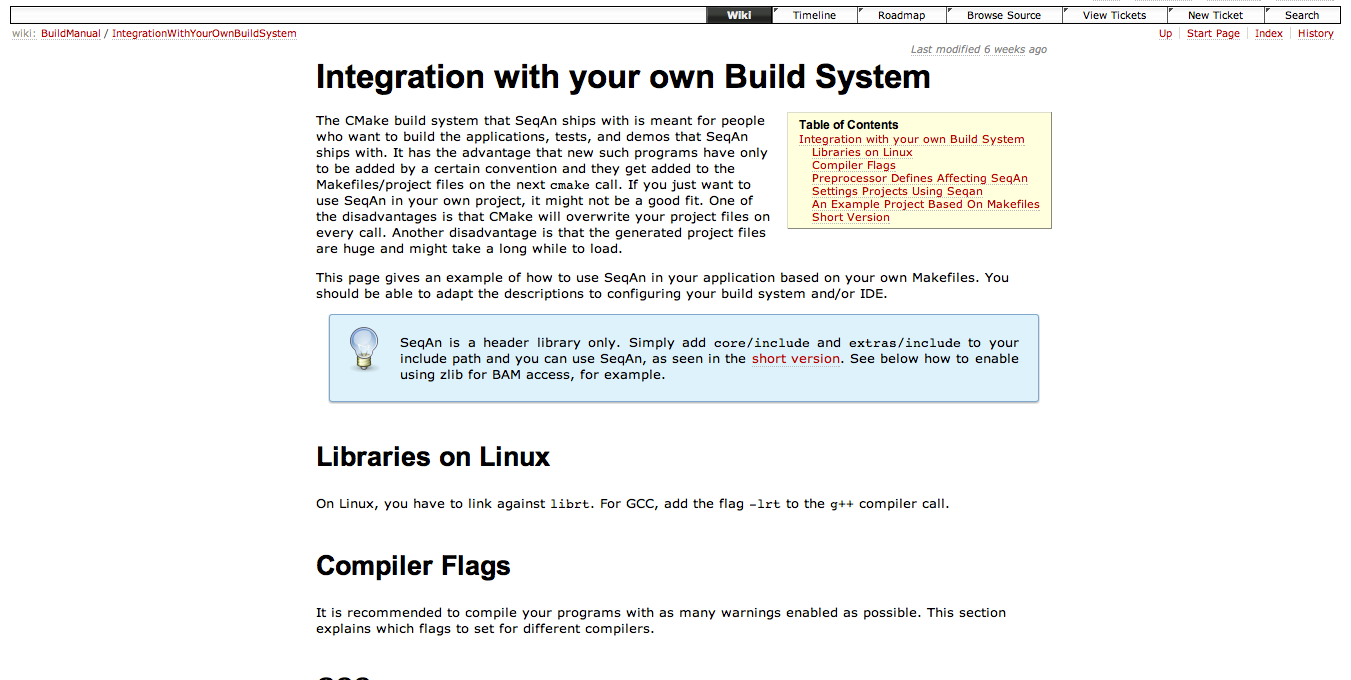 Wiki Timeline Roadmap Browse Source View Tickets New Ticket Search
wiki: BuildManual / IntegrationWithYourOwnBuildSystem
Up Start Page Index History
Last modified 6 weeks ago
Integration with your own Build System
The CMake build system that SeqAn ships with is meant for people
who want to build the applications, tests, and demos that SeqAn
ships with. It has the advantage that new such programs have only
to be added by a certain convention and they get added to the
Makefiles/project files on the next cmake call. If you just want to
use SeqAn in your own project, it might not be a good fit. One of
the disadvantages is that CMake will overwrite your project files on
every call. Another disadvantage is that the generated project files
are huge and might take a long while to load.
Table of Contents
Integration with your own Build System
Libraries on Linux
Compiler Flags
Preprocessor Defines Affecting SeqAn
Settings Projects Using Seqan
An Example Project Based On Makefiles
Short Version
This page gives an example of how to use SeqAn in your application based on your own Makefiles. You
should be able to adapt the descriptions to configuring your build system and/or IDE.
SeqAn is a header library only. Simply add core/include and extras/include to your
include path and you can use SeqAn, as seen in the short version. See below how to enable
using zlib for BAM access, for example.
Libraries on Linux
On Linux, you have to link against librt. For GCC, add the flag -lrt to the g++ compiler call.
Compiler Flags
It is recommended to compile your programs with as many warnings enabled as possible. This section
explains which flags to set for different compilers.